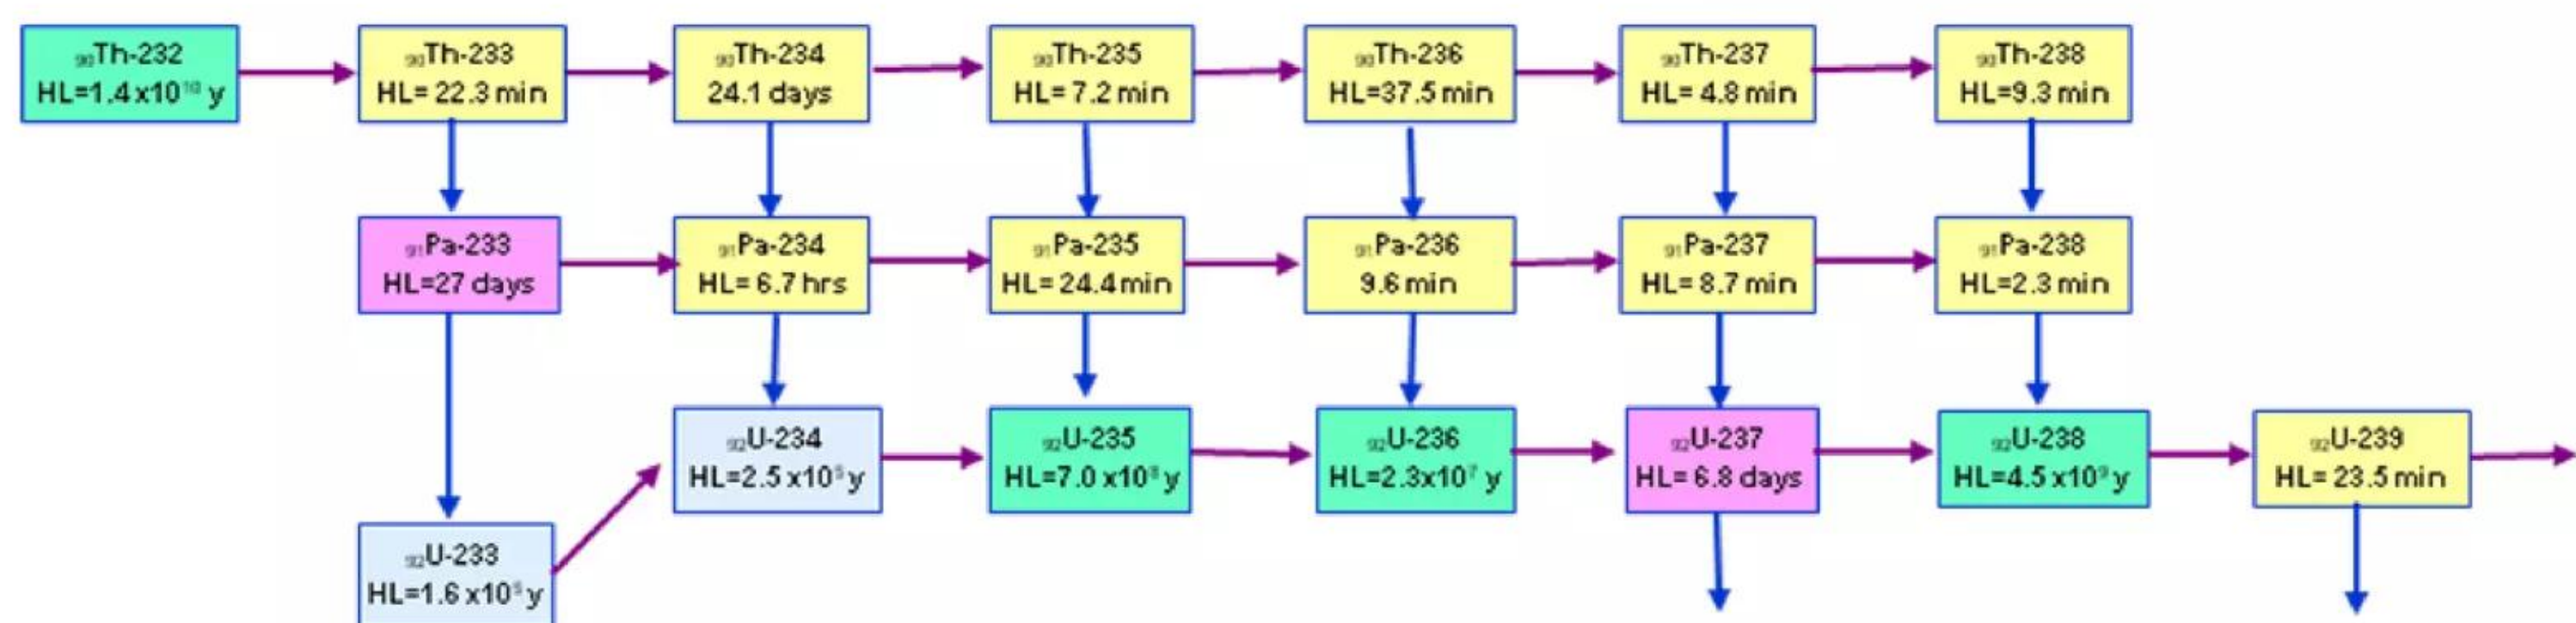 ₉₀Th-232
HL=1.4x10¹⁰ y
₉₀Th-233
HL= 22.3 min
₉₀Th-234
24.1 days
₉₀Th-235
HL= 7.2 min
₉₀Th-236
HL=37.5 min
₉₀Th-237
HL= 4.8 min
₉₀Th-238
HL=9.3 min
₉₁Pa-233
HL=27 days
₉₁Pa-234
HL= 6.7 hrs
₉₁Pa-235
HL= 24.4 min
₉₁Pa-236
9.6 min
₉₁Pa-237
HL= 8.7 min
₉₁Pa-238
HL=2.3 min
₉₂U-234
HL=2.5 x10⁵ y
₉₂U-235
HL=7.0 x10⁸ y
₉₂U-236
HL=2.3x10⁷ y
₉₂U-237
HL= 6.8 days
₉₂U-238
HL=4.5 x10⁹ y
₉₂U-239
HL= 23.5 min
₉₂U-233
HL=1.6 x10⁵ y